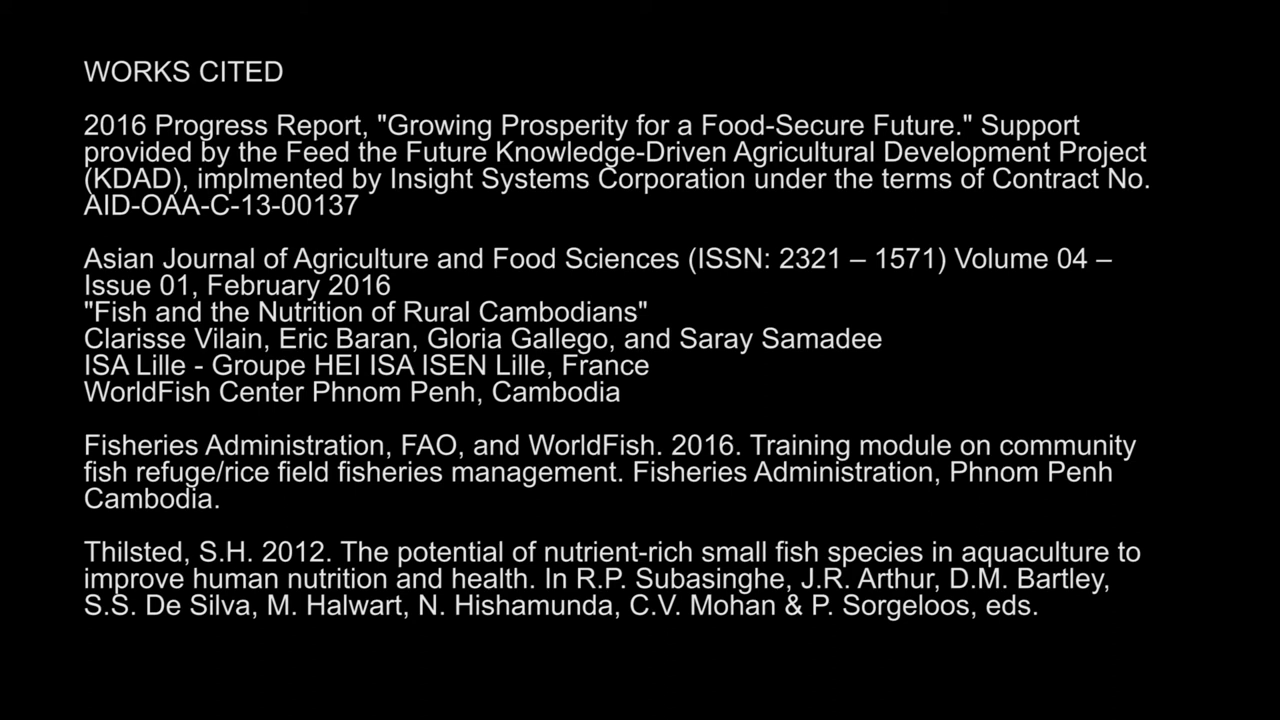 WORKS CITED
2016 Progress Report, "Growing Prosperity for a Food-Secure Future." Support
provided by the Feed the Future Knowledge-Driven Agricultural Development Project
(KDAD), implmented by Insight Systems Corporation under the terms of Contract No.
AID-OAA-C-13-00137
Asian Journal of Agriculture and Food Sciences (ISSN: 2321 – 1571) Volume 04 –
Issue 01, February 2016
"Fish and the Nutrition of Rural Cambodians"
Clarisse Vilain, Eric Baran, Gloria Gallego, and Saray Samadee
ISA Lille - Groupe HEI ISA ISEN Lille, France
WorldFish Center Phnom Penh, Cambodia
Fisheries Administration, FAO, and WorldFish. 2016. Training module on community
fish refuge/rice field fisheries management. Fisheries Administration, Phnom Penh
Cambodia.
Thilsted, S.H. 2012. The potential of nutrient-rich small fish species in aquaculture to
improve human nutrition and health. In R.P. Subasinghe, J.R. Arthur, D.M. Bartley,
S.S. De Silva, M. Halwart, N. Hishamunda, C.V. Mohan & P. Sorgeloos, eds.